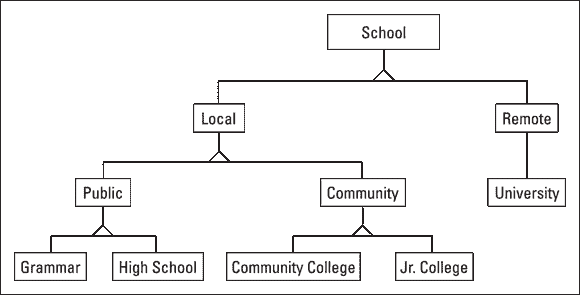 School
Local
Remote
Public
Community
University
Grammar
High School
Community College
Jr. College